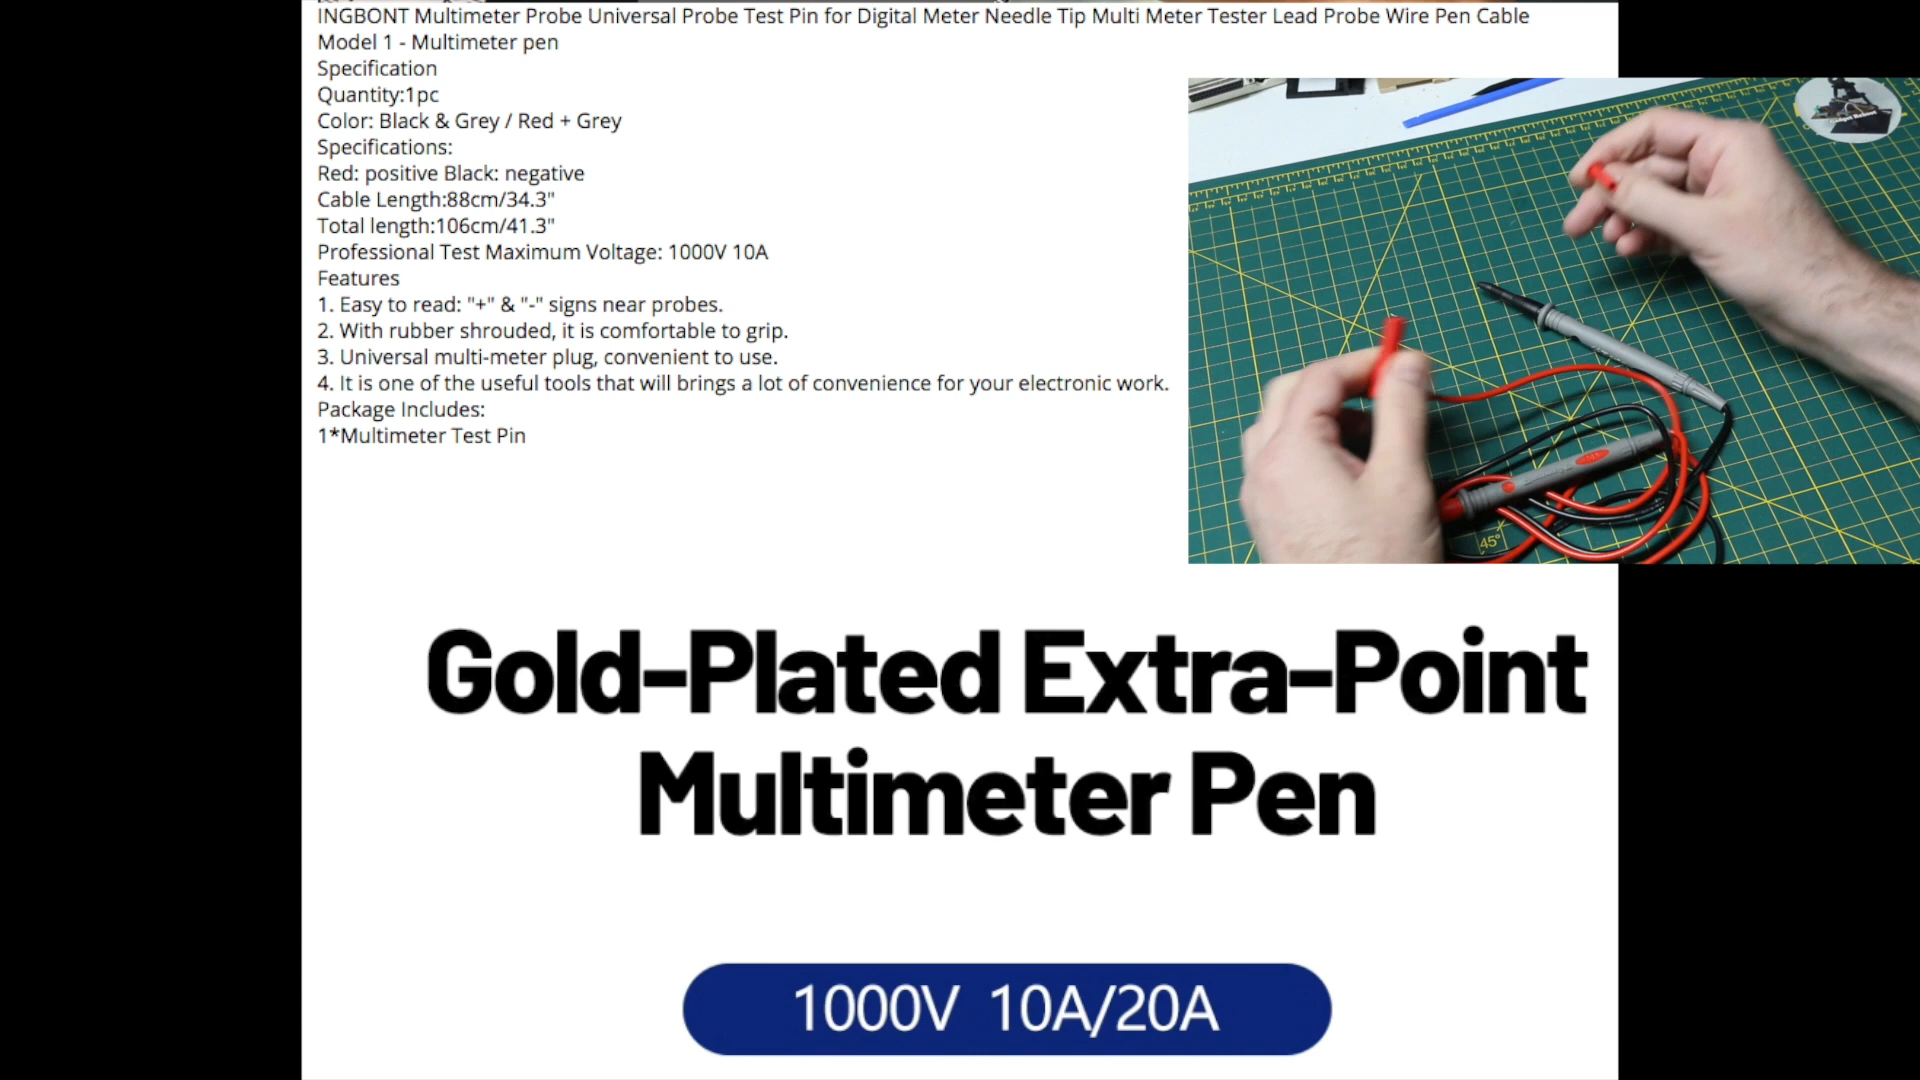 INGBONT Multimeter Probe Universal Probe Test Pin for Digital Meter Needle Tip Multi Meter Tester Lead Probe Wire Pen Cable
Model 1 - Multimeter pen
Specification
Quantity:1pc
Color: Black & Grey / Red + Grey
Specifications:
Red: positive Black: negative
Cable Length:88cm/34.3"
Total length:106cm/41.3"
Professional Test Maximum Voltage: 1000V 10A
Features
1. Easy to read: "+" & "-" signs near probes.
2. With rubber shrouded, it is comfortable to grip.
3. Universal multi-meter plug, convenient to use.
4. It is one of the useful tools that will brings a lot of convenience for your electronic work.
Package Includes:
1*Multimeter Test Pin
45°
Gold-Plated Extra-Point
Multimeter Pen
1000V 10A/20A